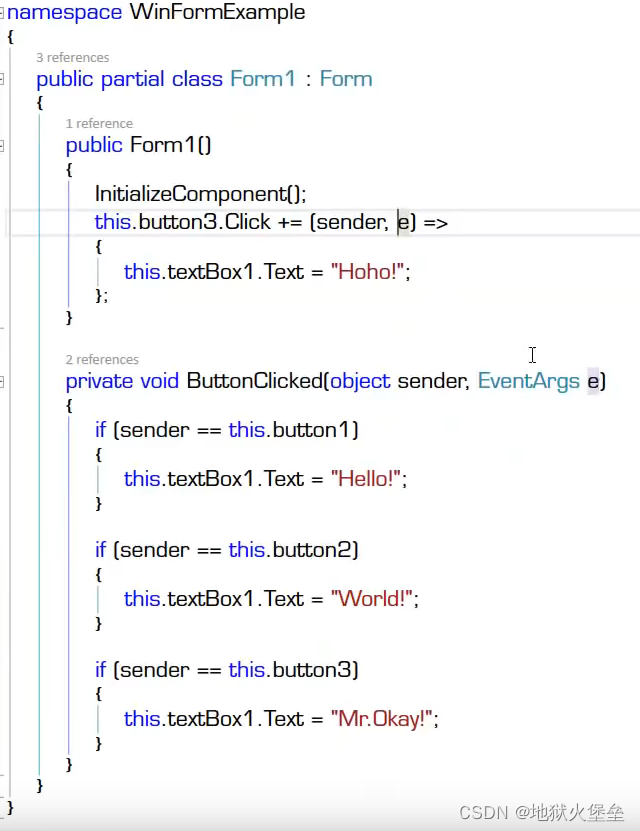 namespace WinFormExample
{
3 references
public partial class Form1 : Form
{
1 reference
public Form1()
{
InitializeComponent();
this.button3.Click += (sender, e) =>
{
this.textBox1.Text = "Hoho!";
};
}
2 references
private void ButtonClicked(object sender, EventArgs e)
{
if (sender == this.button1)
{
this.textBox1.Text = "Hello!";
}
if (sender == this.button2)
{
this.textBox1.Text = "World!";
}
if (sender == this.button3)
{
this.textBox1.Text = "Mr.Okay!";
}
}
}
}
CSDN @地狱火堡垒